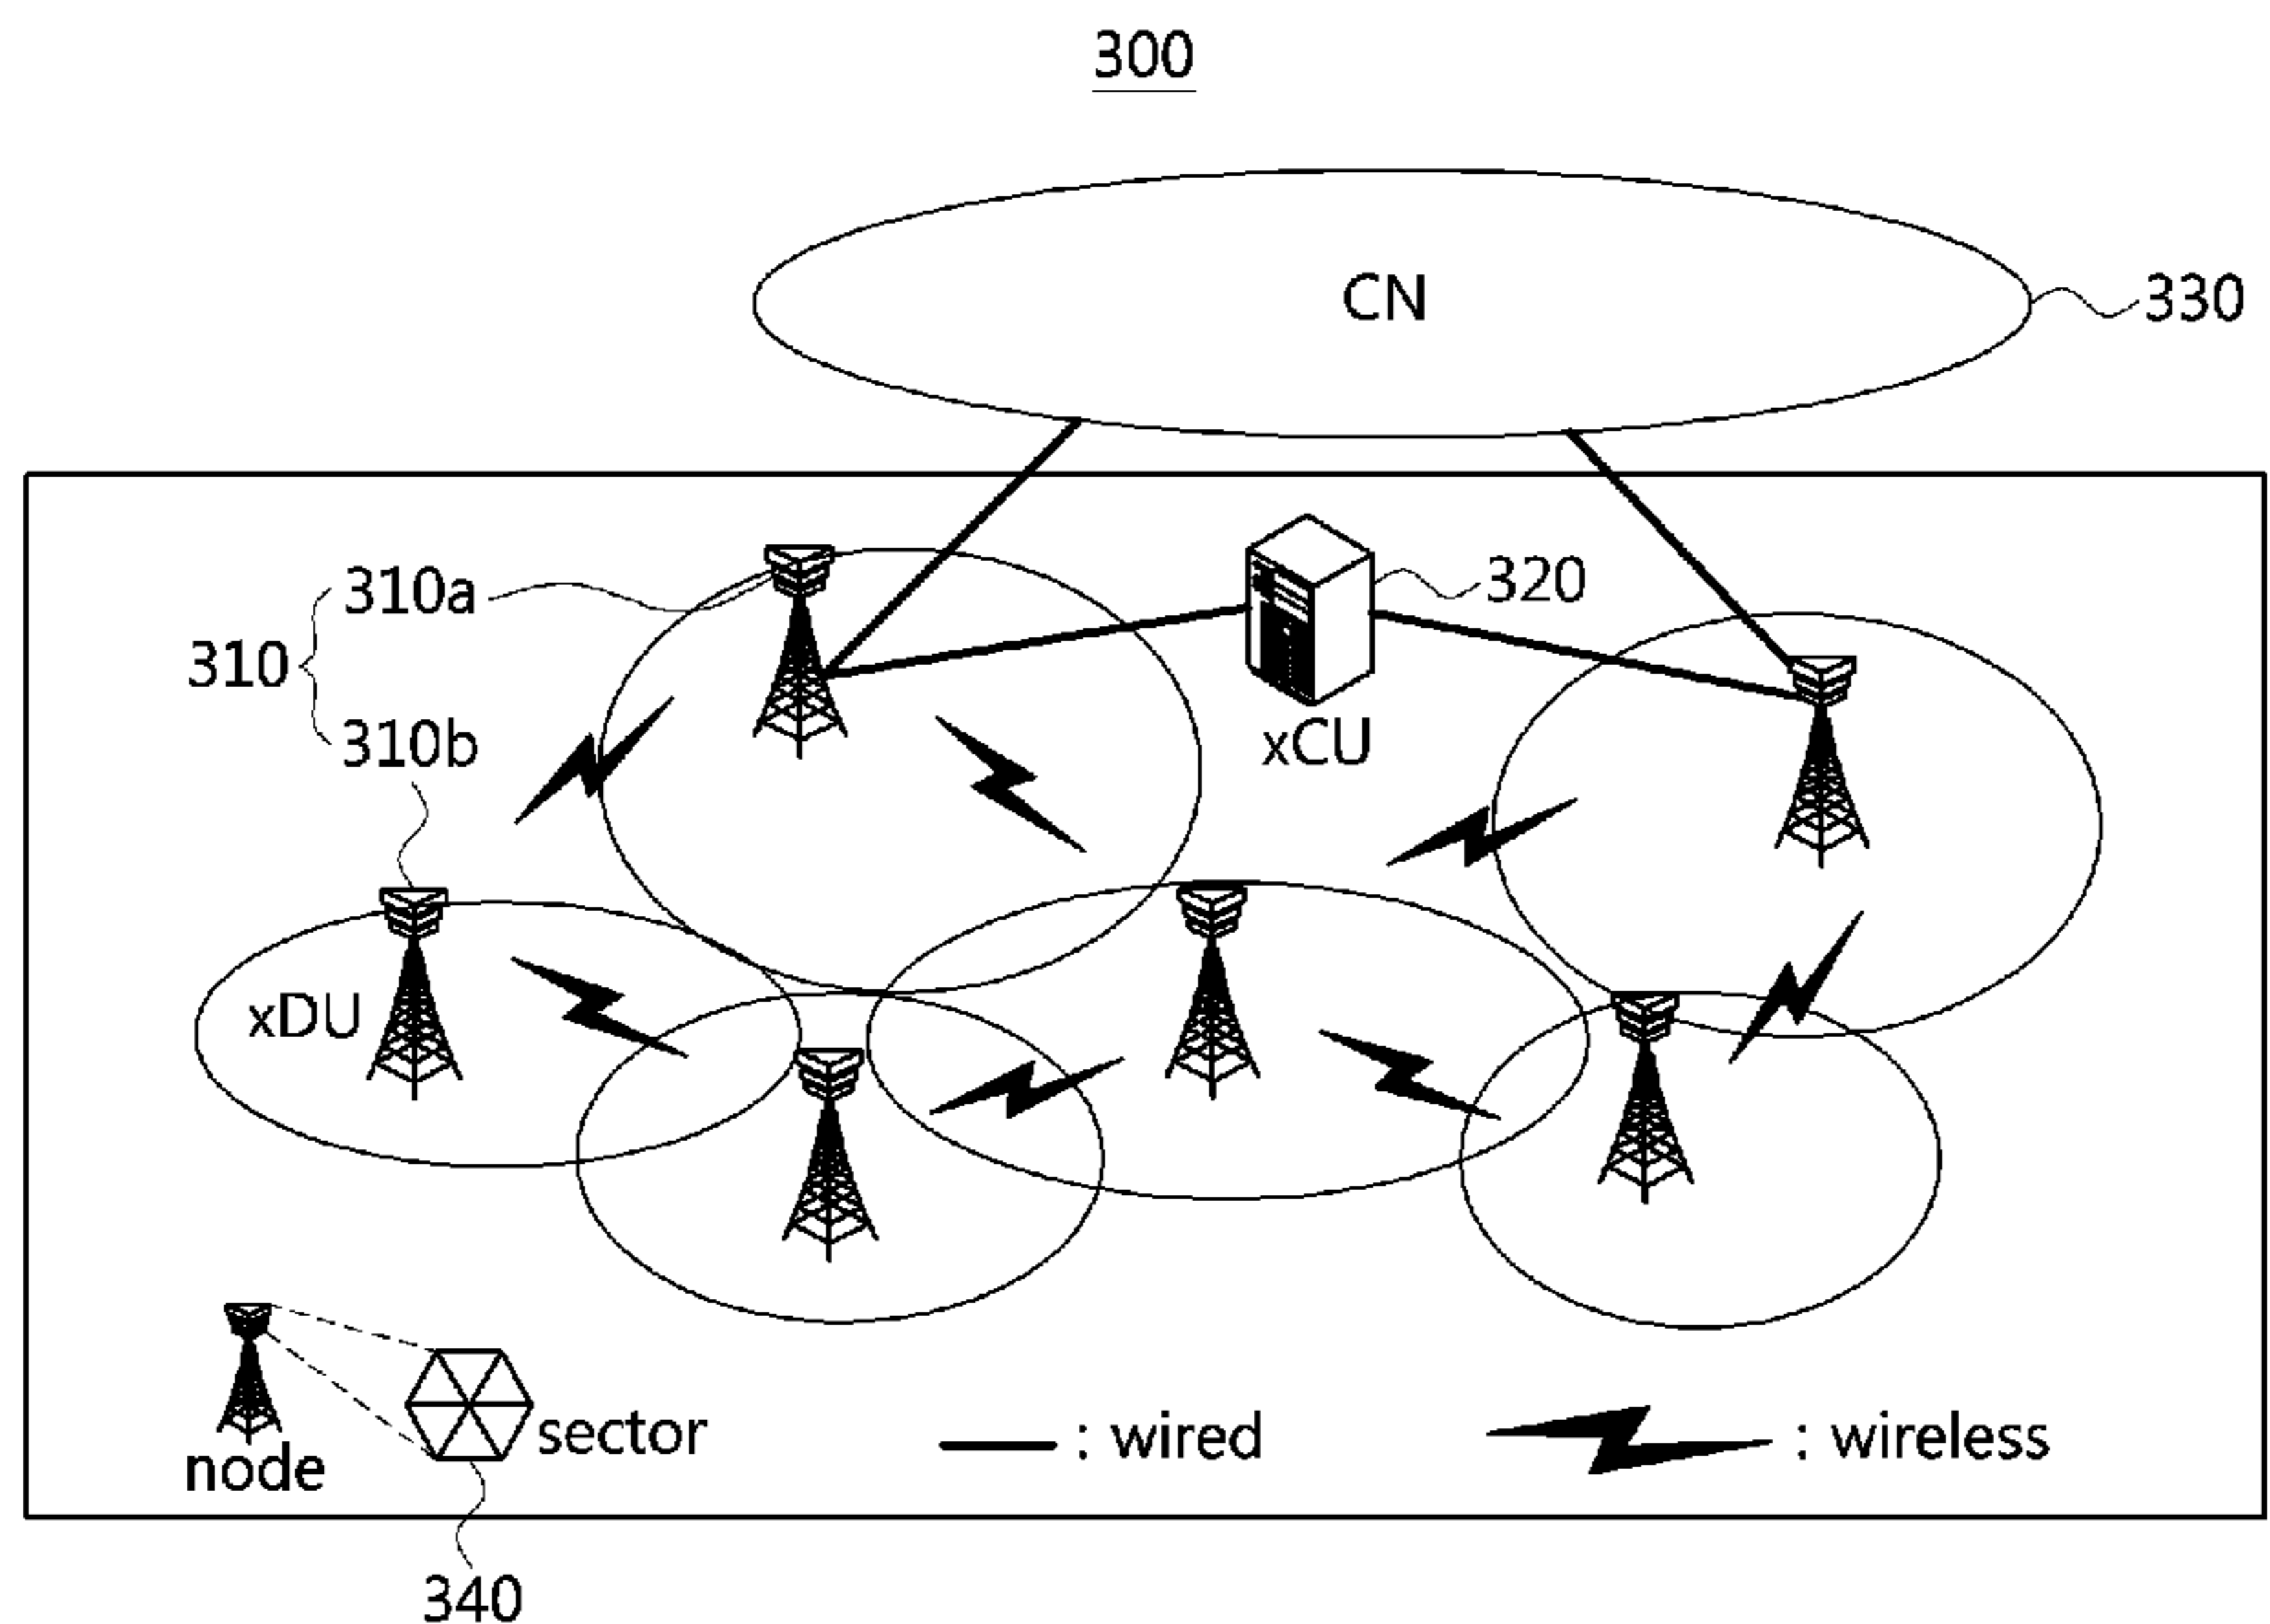 300
CN
330
310a
320
310
310b
xCU
xDU
sector
: wired
: wireless
node
340